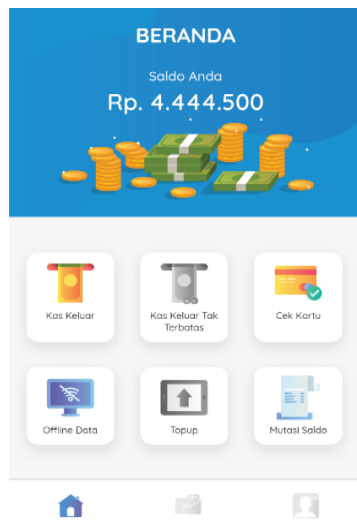 BERANDA
Saldo Anda
Rp. 4.444.500
Kas Keluar
Kas Keluar Tak
Terbatas
Cek Kartu
Offline Data
Topup
Mutasi Saldo